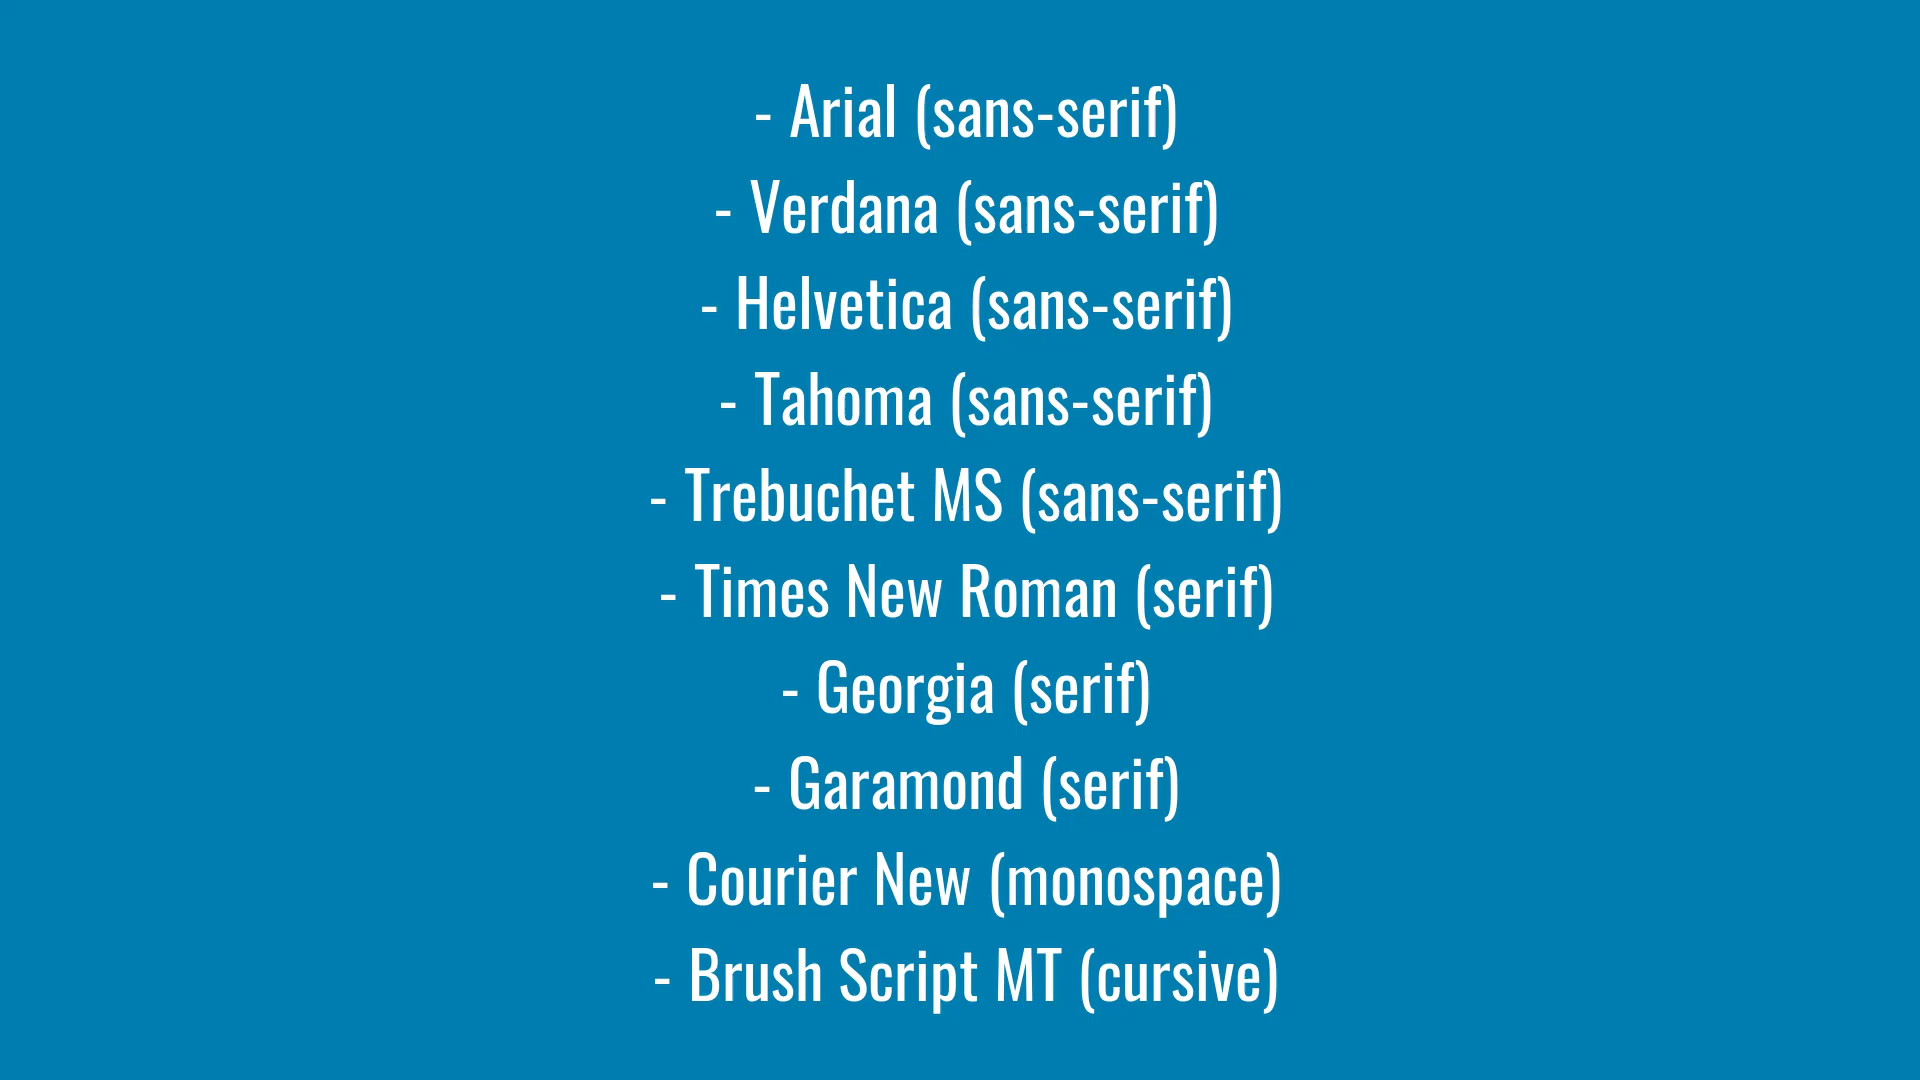 - Arial (sans-serif)
- Verdana (sans-serif)
- Helvetica (sans-serif)
- Tahoma (sans-serif)
- Trebuchet MS (sans-serif)
- Times New Roman (serif)
- Georgia (serif)
- Garamond (serif)
- Courier New (monospace)
- Brush Script MT (cursive)